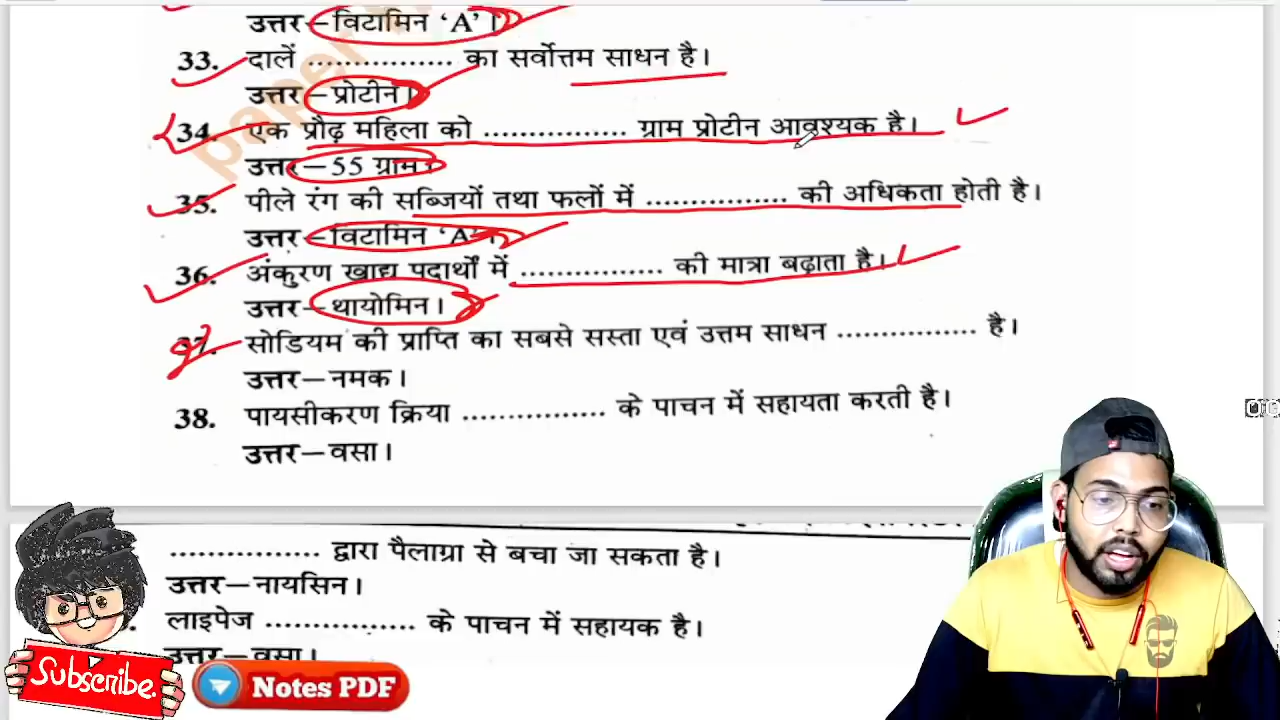 उत्तर–विटामिन ‘A’।
33. दालें ................. का सर्वोत्तम साधन है।
उत्तर–प्रोटीन।
34. एक प्रौढ़ महिला को ................. ग्राम प्रोटीन आवश्यक है।
उत्तर–55 ग्राम।
35. पीले रंग की सब्जियों तथा फलों में ................. की अधिकता होती है।
उत्तर–विटामिन ‘A’।
36. अंकुरण खाद्य पदार्थों में ................. की मात्रा बढ़ाता है।
उत्तर–थायोमिन।
37. सोडियम की प्राप्ति का सबसे सस्ता एवं उत्तम साधन ................. है।
उत्तर–नमक।
38. पायसीकरण क्रिया ................. के पाचन में सहायता करती है।
उत्तर–वसा।
................. द्वारा पैलाग्रा से बचा जा सकता है।
उत्तर–नायसिन।
लाइपेज ................. के पाचन में सहायक है।
उत्तर–वसा।
Subscribe.
Notes PDF